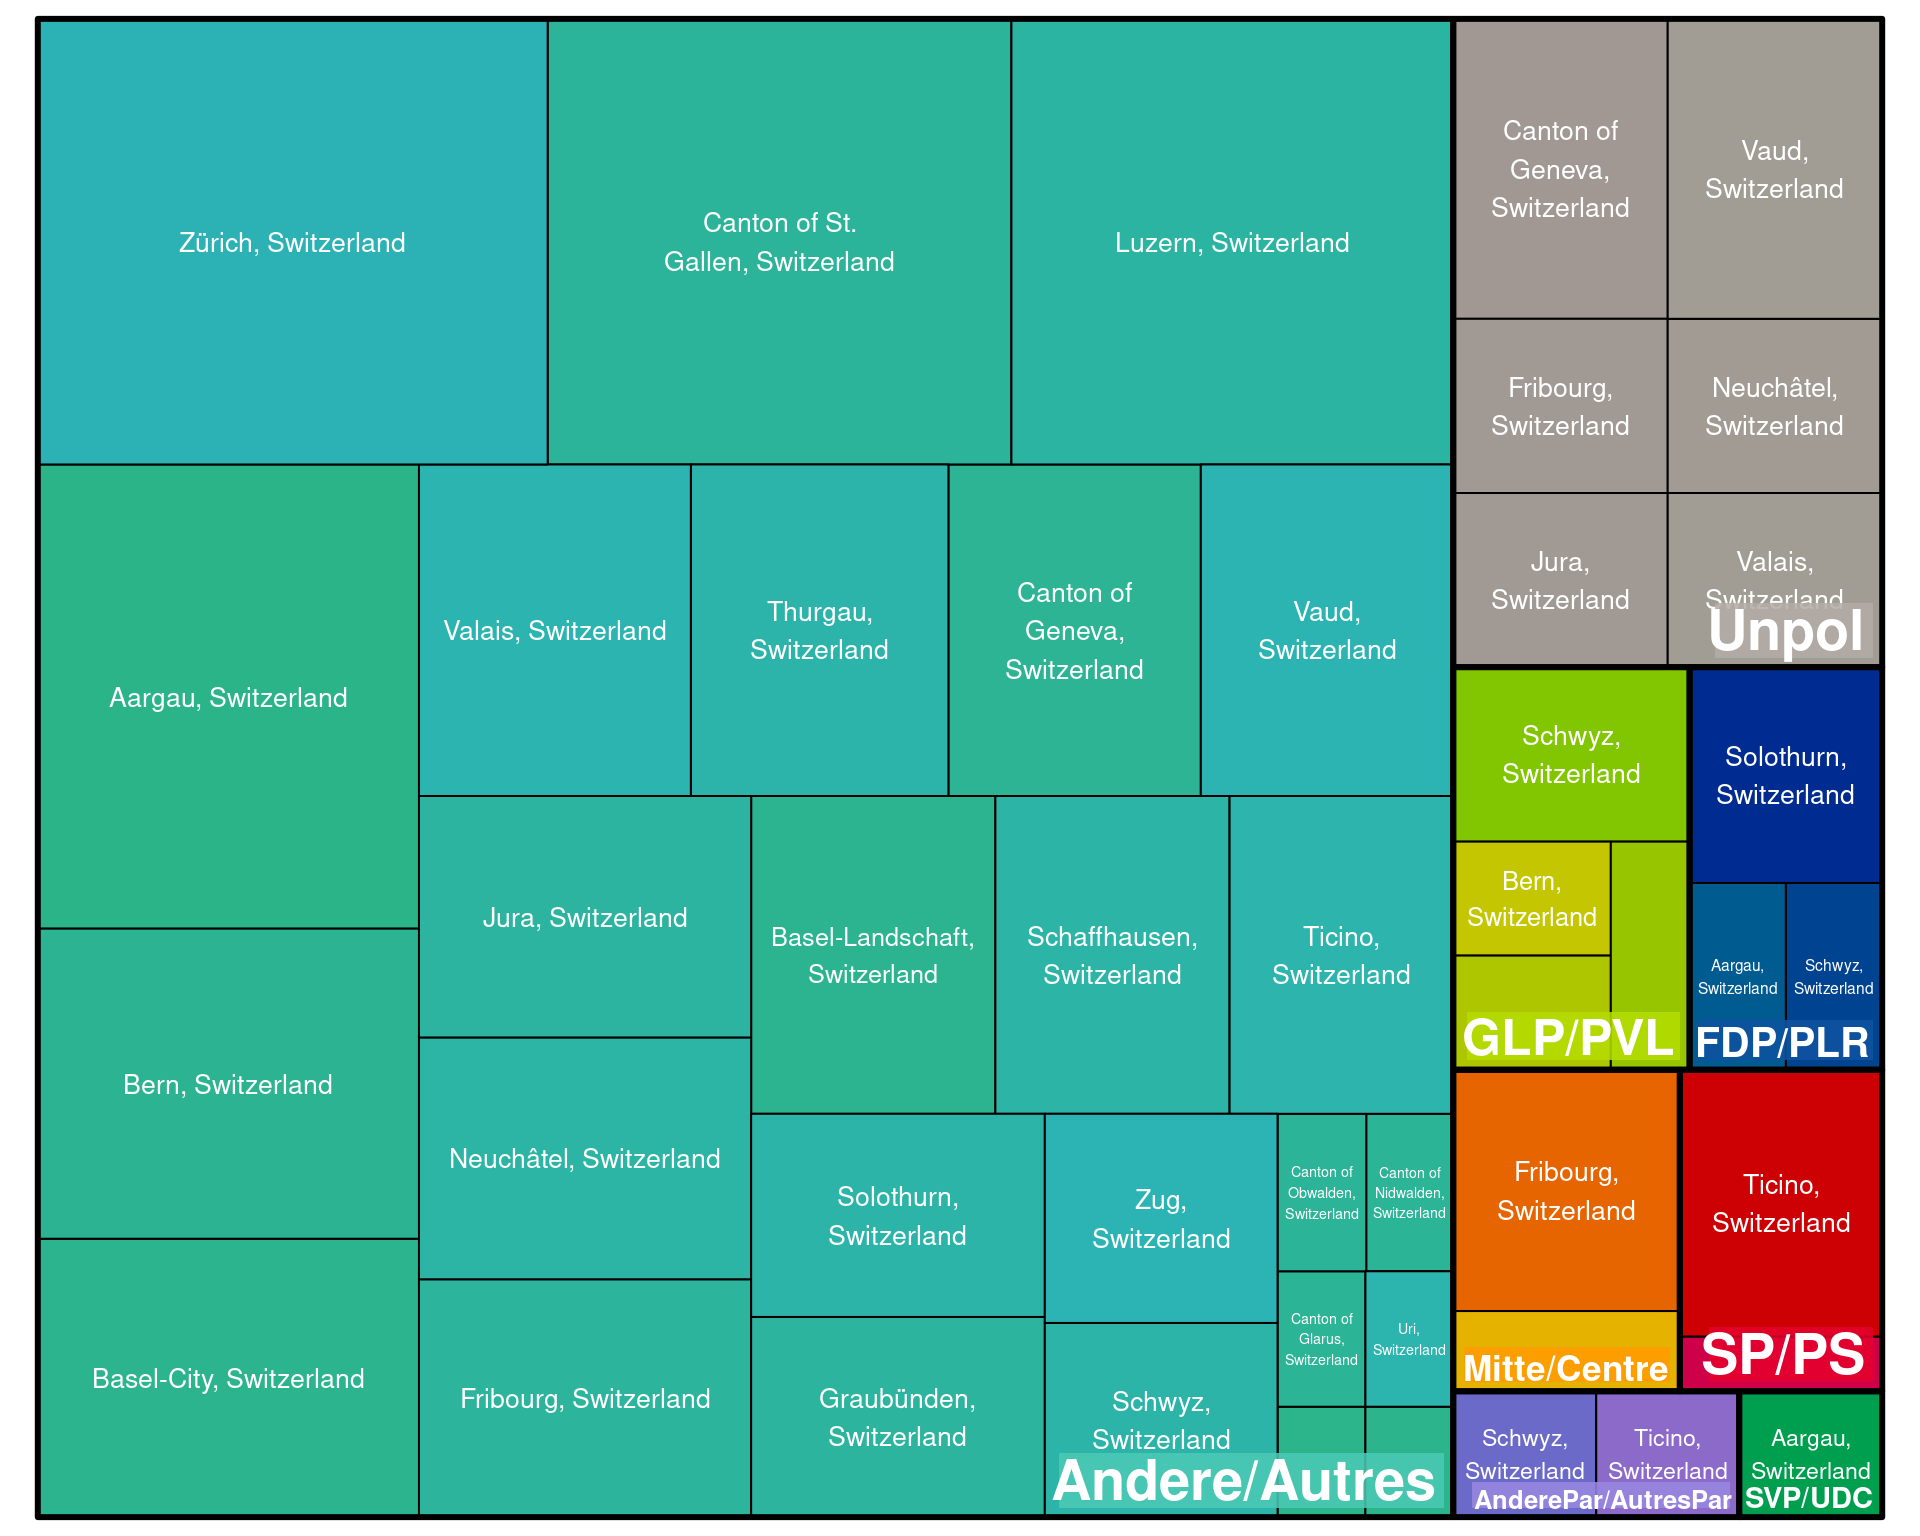 Zürich, Switzerland
Canton of St.
Gallen, Switzerland
Luzern, Switzerland
Aargau, Switzerland
Valais, Switzerland
Thurgau,
Switzerland
Canton of
Geneva,
Switzerland
Vaud,
Switzerland
Bern, Switzerland
Jura, Switzerland
Basel-Landschaft,
Switzerland
Schaffhausen,
Switzerland
Ticino,
Switzerland
Basel-City, Switzerland
Neuchâtel, Switzerland
Fribourg, Switzerland
Solothurn,
Switzerland
Graubünden,
Switzerland
Zug,
Switzerland
Schwyz,
Switzerland
Canton of
Obwalden,
Switzerland
Canton of
Nidwalden,
Switzerland
Canton of
Glarus,
Switzerland
Uri,
Switzerland
Andere/Autres
Canton of
Geneva,
Switzerland
Vaud,
Switzerland
Fribourg,
Switzerland
Neuchâtel,
Switzerland
Jura,
Switzerland
Valais,
Switzerland
Unpol
Schwyz,
Switzerland
Bern,
Switzerland
GLP/PVL
Solothurn,
Switzerland
Aargau,
Switzerland
Schwyz,
Switzerland
FDP/PLR
Fribourg,
Switzerland
Mitte/Centre
Ticino,
Switzerland
SP/PS
Schwyz,
Switzerland
Ticino,
Switzerland
AnderePar/AutresPar
Aargau,
Switzerland
SVP/UDC